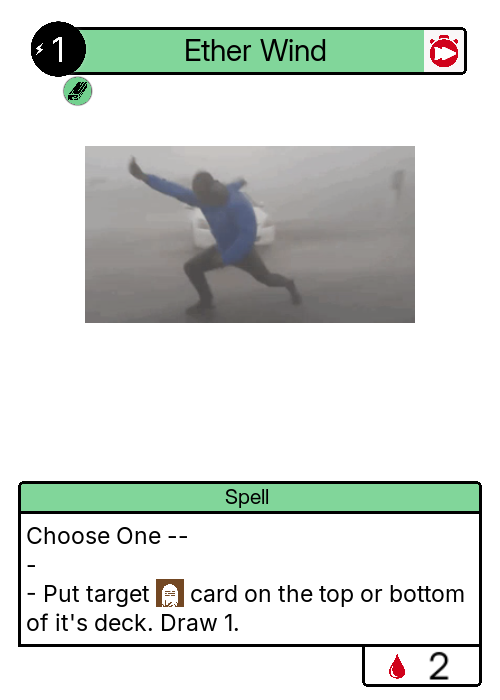 1
Ether Wind
Spell
Choose One --
-
- Put target card on the top or bottom
of it's deck. Draw 1.
2